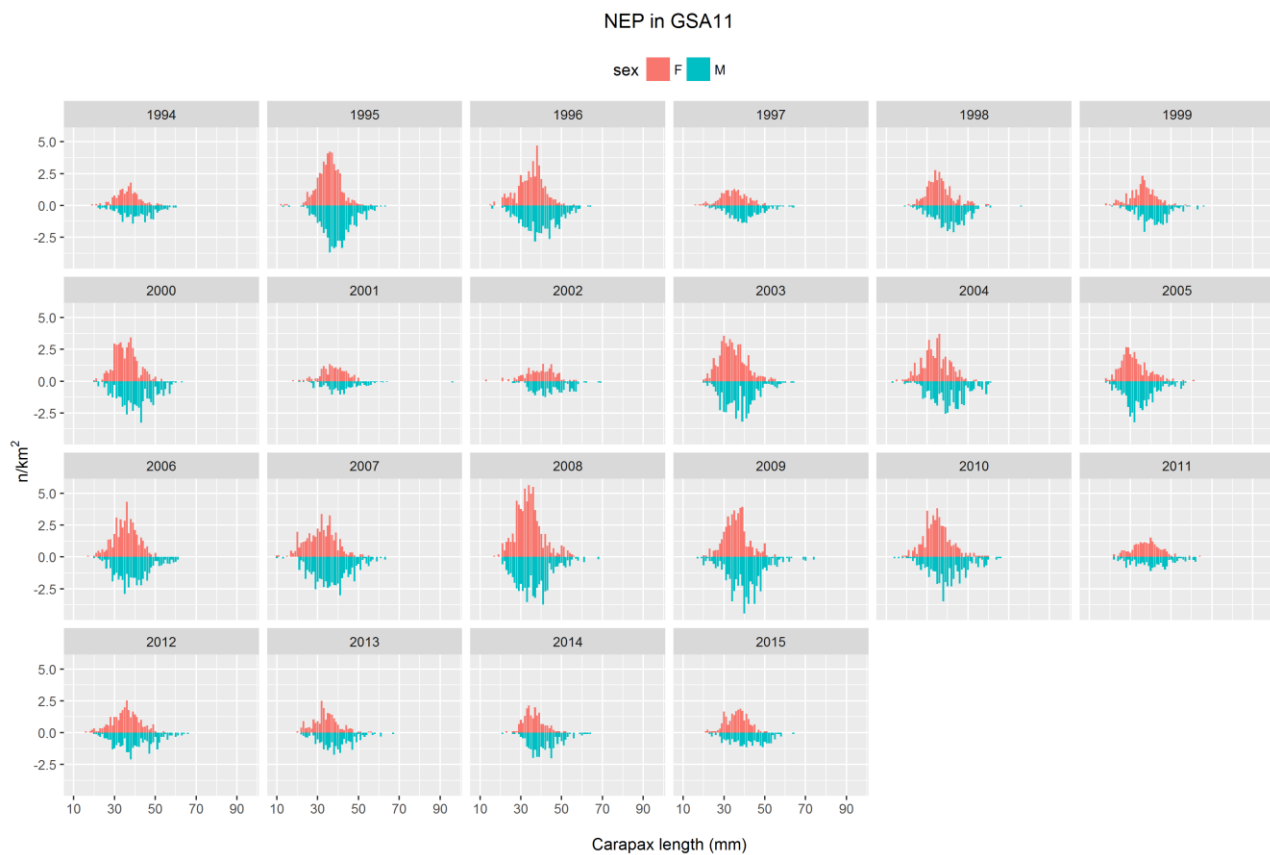 NEP in GSA11
sex F M
1994 1995 1996 1997 1998 1999
5.0
2.5
0.0
-2.5
2000 2001 2002 2003 2004 2005
5.0
2.5
0.0
-2.5
n/km²
2006 2007 2008 2009 2010 2011
5.0
2.5
0.0
-2.5
2012 2013 2014 2015
5.0
2.5
0.0
-2.5
10 30 50 70 90 10 30 50 70 90 10 30 50 70 90 10 30 50 70 90
Carapax length (mm)